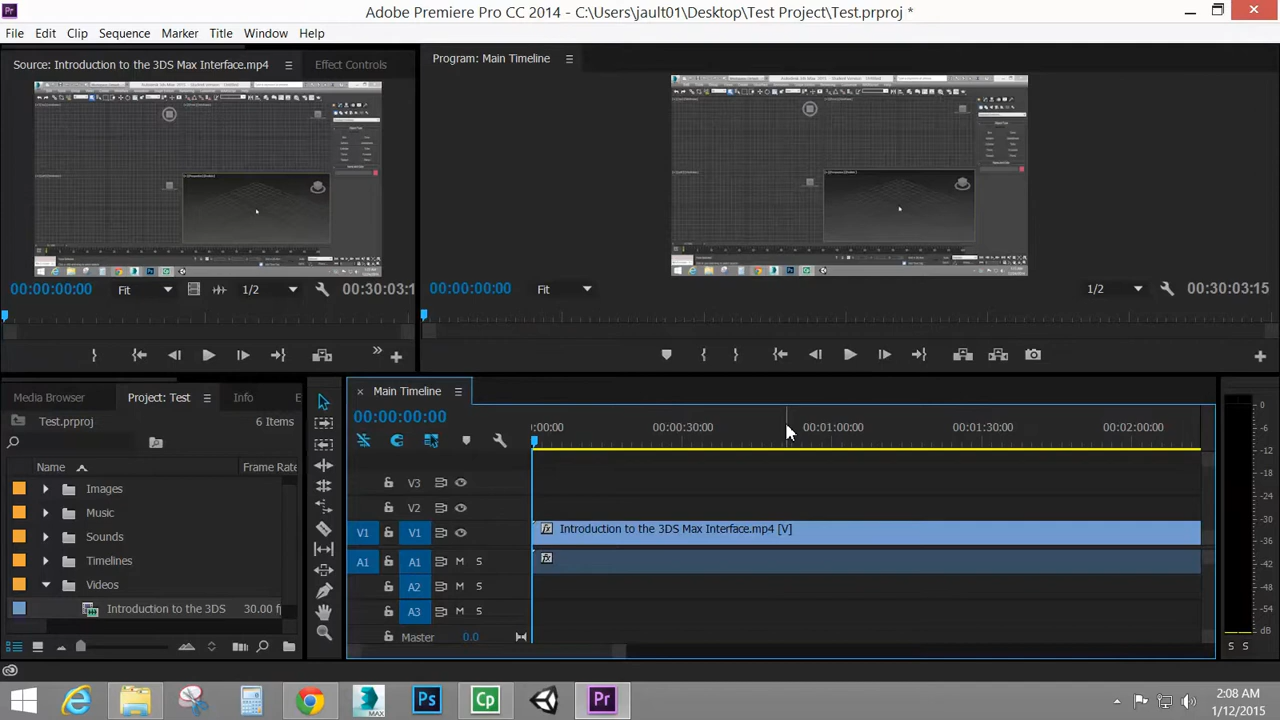 Adobe Premiere Pro CC 2014 - C:\Users\jault01\Desktop\Test Project\Test.prproj *
File Edit Clip Sequence Marker Title Window Help
Source: Introduction to the 3DS Max Interface.mp4 Effect Controls
Program: Main Timeline
00:00:00:00 Fit 1/2 00:30:03:1
00:00:00:00 Fit 1/2 00:30:03:15
Media Browser Project: Test Info E
Test.prproj 6 Items
Name Frame Rate
Images
Music
Sounds
Timelines
Videos
Introduction to the 3DS 30.00 f
Main Timeline
00:00:00:00
:00:00 00:00:30:00 00:01:00:00 00:01:30:00 00:02:00:00
V3
V2
V1 V1 Introduction to the 3DS Max Interface.mp4 [V]
A1 A1 M S
A2 M S
A3 M S
Master 0.0
0
-6
-12
-18
-24
-30
-36
-42
-48
-54
dB
S S
MAX Ps Cp Pr
2:08 AM
1/12/2015